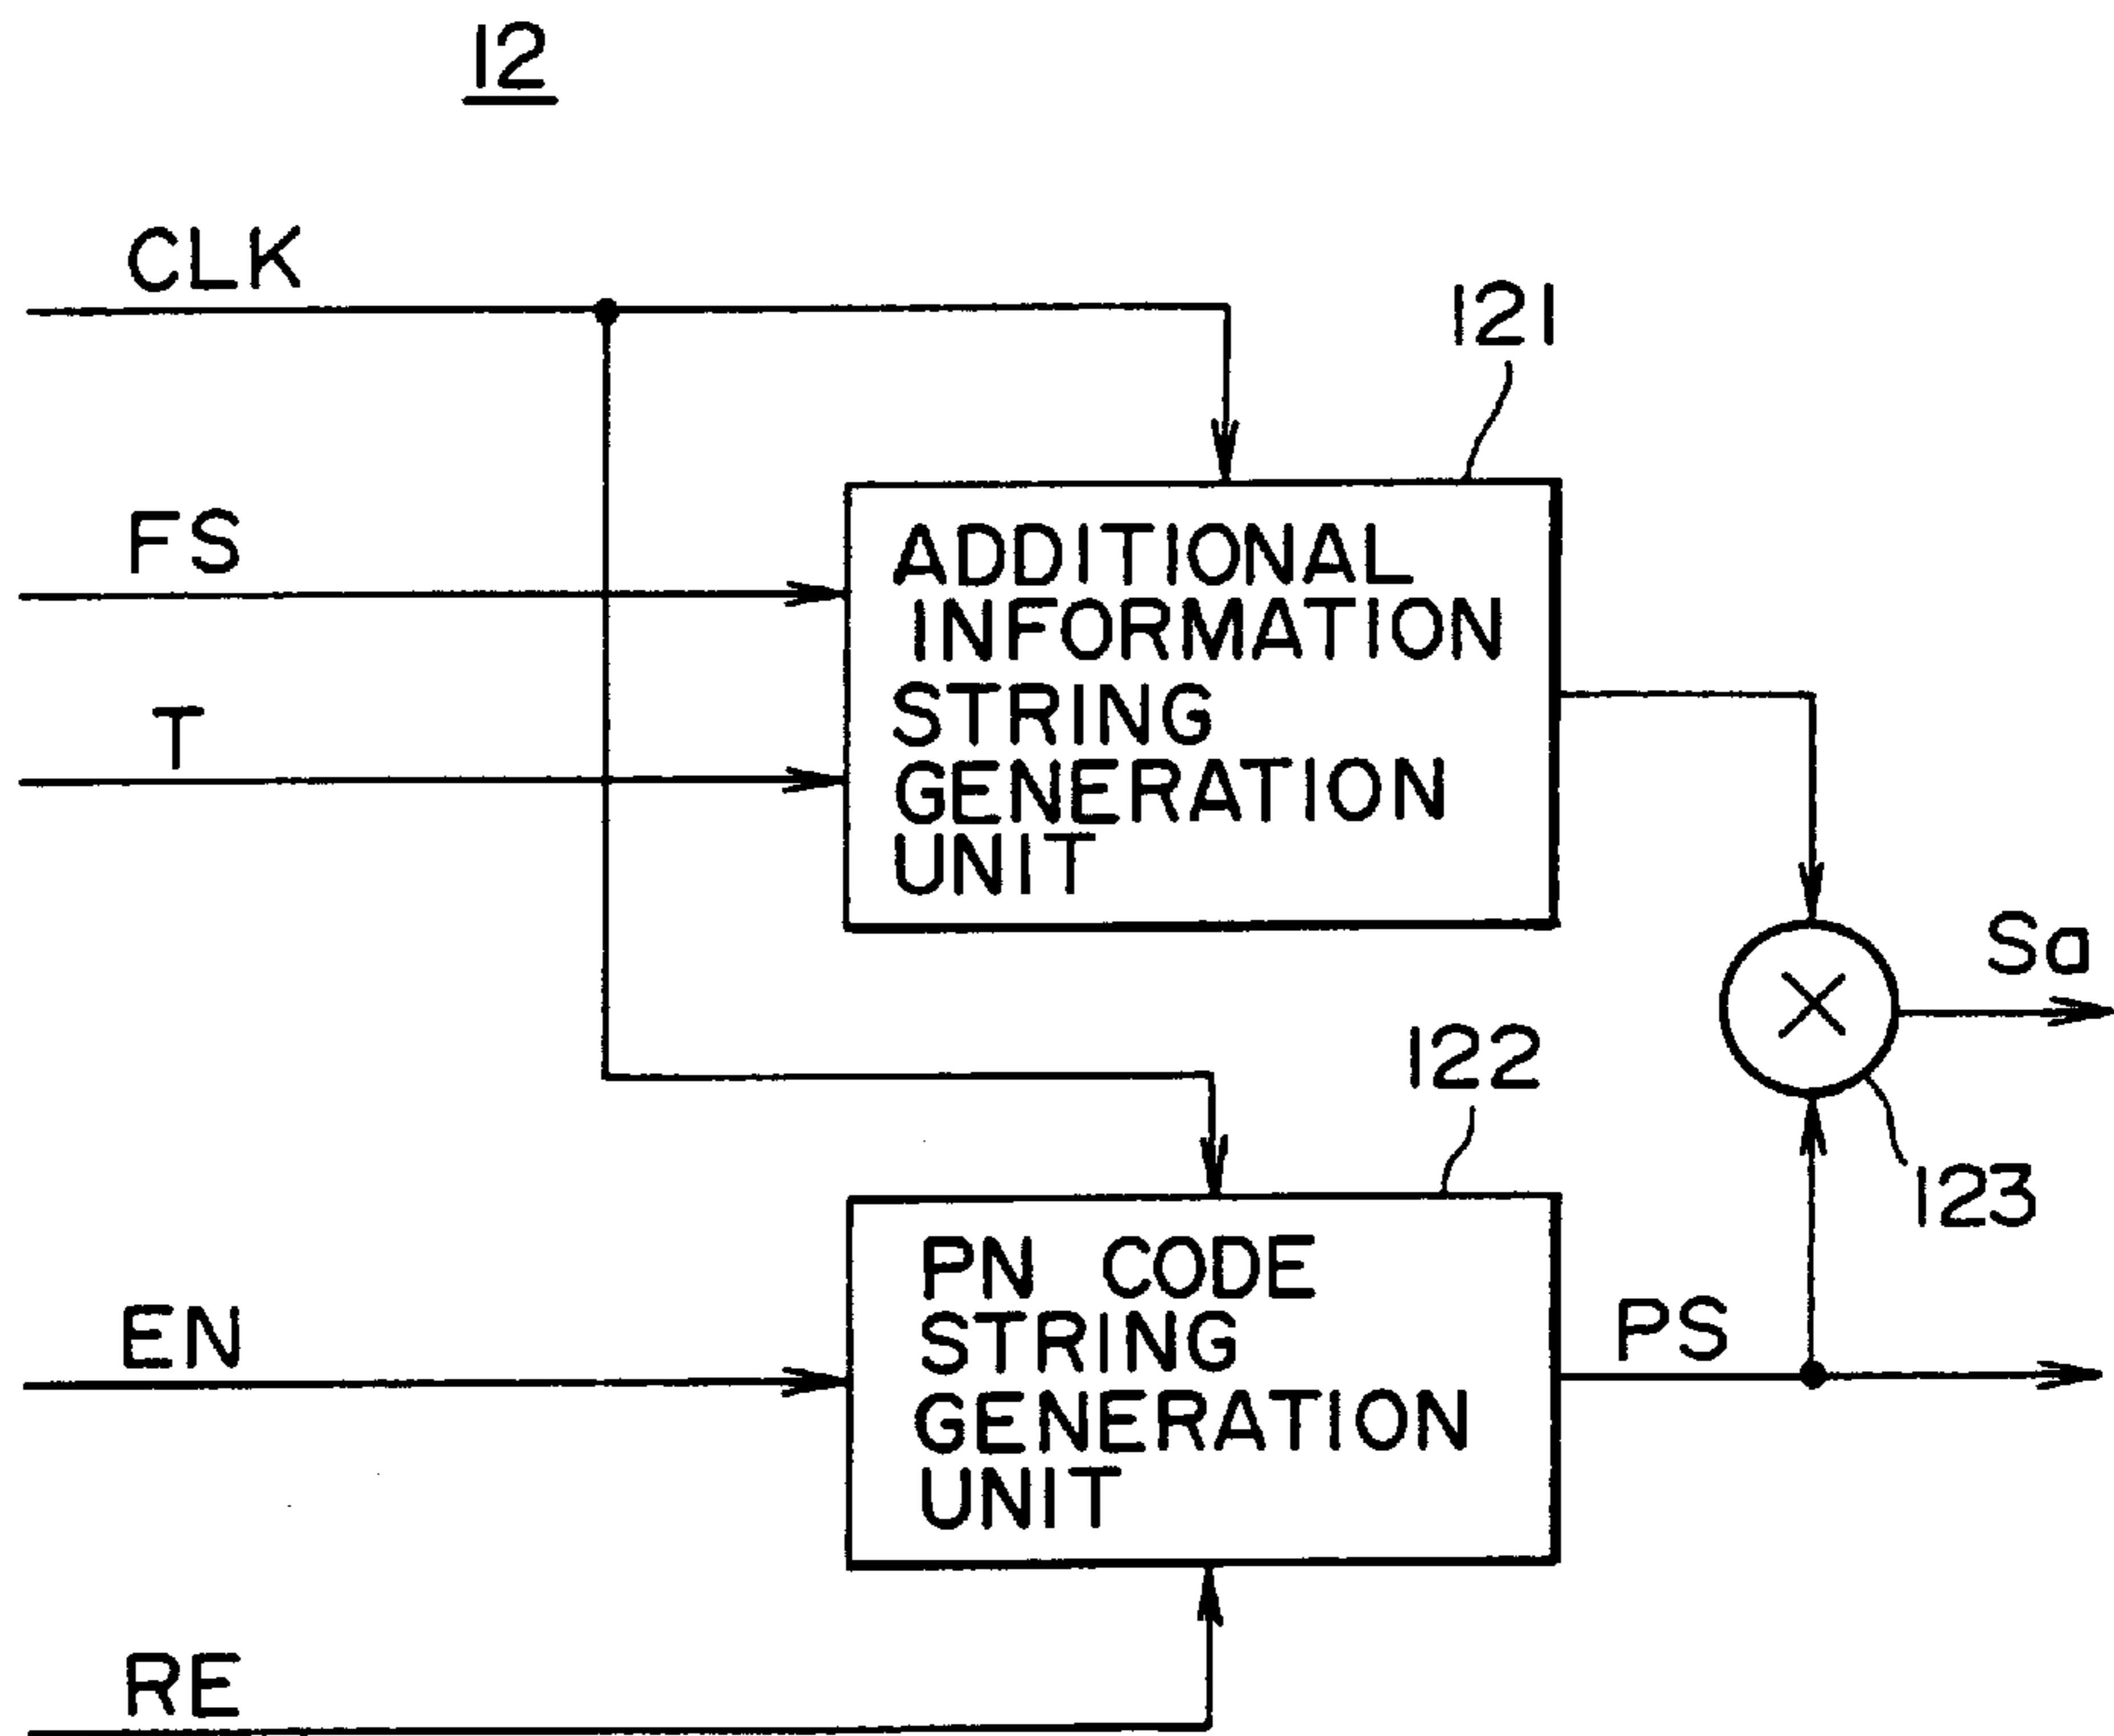 12
CLK
121
FS
ADDITIONAL
INFORMATION
STRING
GENERATION
UNIT
T
Sa
122
123
PN CODE
STRING
GENERATION
UNIT
EN
PS
RE